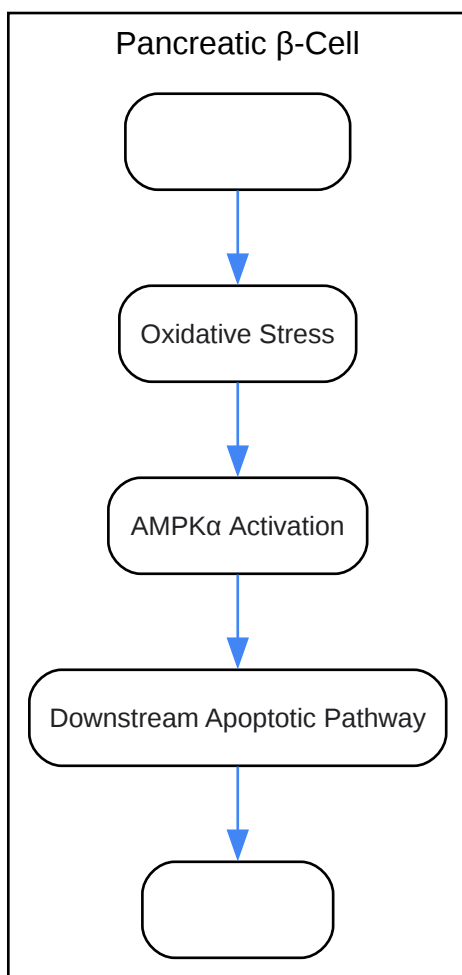 Pancreatic β-Cell
Oxidative Stress
AMPKα Activation
Downstream Apoptotic Pathway